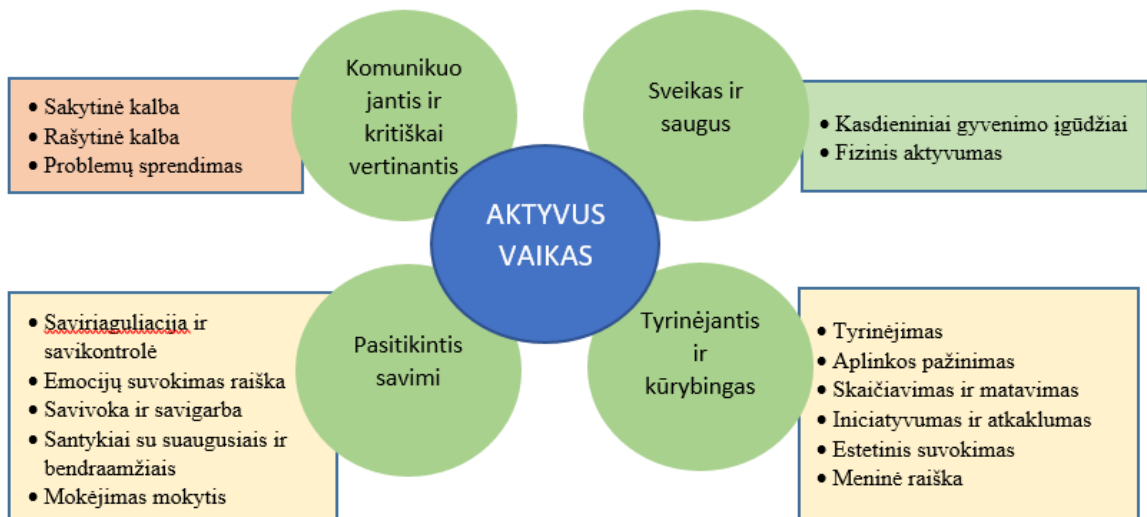 Komunikuo
jantis ir
kritiškai
vertinantis
Sveikas ir
saugus
• Sakytinė kalba
• Rašytinė kalba
• Problemų sprendimas
• Kasdieniniai gyvenimo įgūdžiai
• Fizinis aktyvumas
AKTYVUS
VAIKAS
Pasitikintis
savimi
Tyrinėjantis
ir
kūrybingas
• Saviriaguliacija ir
savikontrolė
• Emocijų suvokimas raiška
• Savivoka ir savigarba
• Santykiai su suaugusiais ir
bendraamžiais
• Mokėjimas mokytis
• Tyrinėjimas
• Aplinkos pažinimas
• Skaičiavimas ir matavimas
• Iniciatyvumas ir atkaklumas
• Estetinis suvokimas
• Meninė raiška